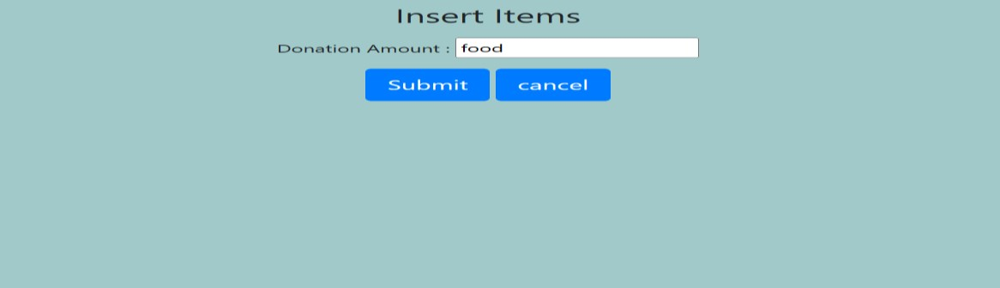 Insert Items
Donation Amount : food
Submit cancel